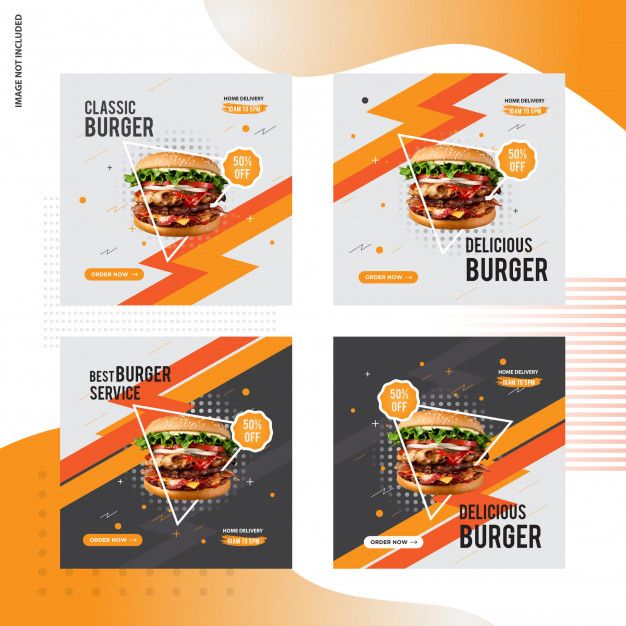 IMAGE NOT INCLUDED
CLASSIC
BURGER
HOME DELIVERY
10AM TO 5PM
50%
OFF
ORDER NOW
HOME DELIVERY
10AM TO 5PM
50%
OFF
DELICIOUS
BURGER
ORDER NOW
BEST BURGER
SERVICE
50%
OFF
HOME DELIVERY
10AM TO 5PM
ORDER NOW
HOME DELIVERY
10AM TO 5PM
50%
OFF
DELICIOUS
BURGER
ORDER NOW